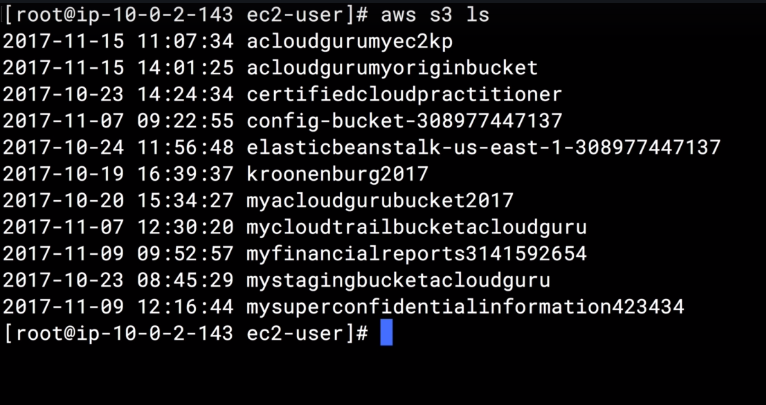 [root@ip-10-0-2-143 ec2-user]# aws s3 ls
2017-11-15 11:07:34 acloudgurumyec2kp
2017-11-15 14:01:25 acloudgurumyoriginbucket
2017-10-23 14:24:34 certifiedcloudpractitioner
2017-11-07 09:22:55 config-bucket-308977447137
2017-10-24 11:56:48 elasticbeanstalk-us-east-1-308977447137
2017-10-19 16:39:37 kroonenburg2017
2017-10-20 15:34:27 myacloudgurubucket2017
2017-11-07 12:30:20 mycloudtrailbucketacloudguru
2017-11-09 09:52:57 myfinancialreports3141592654
2017-10-23 08:45:29 mystagingbucketacloudguru
2017-11-09 12:16:44 mysuperconfidentialinformation423434
[root@ip-10-0-2-143 ec2-user]#